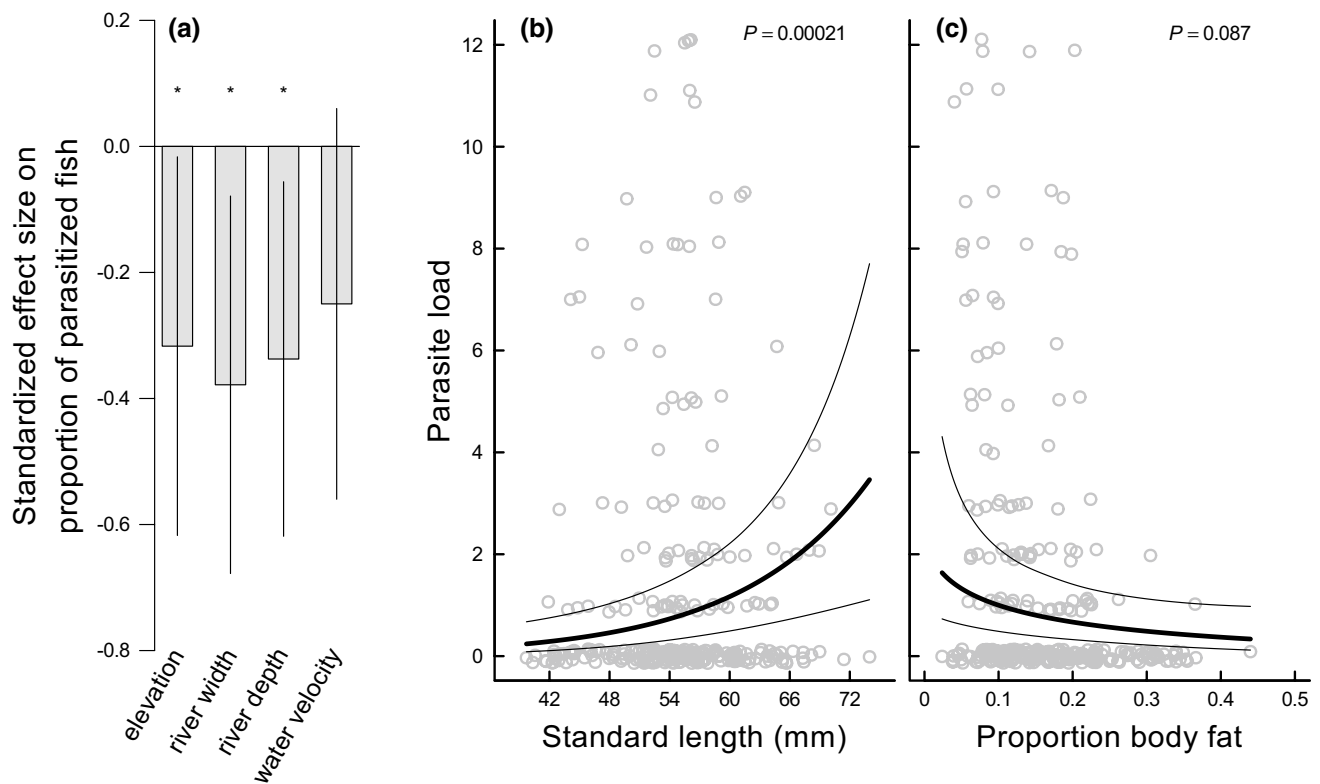 (a)
0.2
0.0
-0.2
-0.4
-0.6
-0.8
* * *
Standardized effect size on
proportion of parasitized fish
elevation
river width
river depth
water velocity
(b)
P = 0.00021
12
10
8
6
4
2
0
Parasite load
42 48 54 60 66 72
Standard length (mm)
(c)
P = 0.087
0 0.1 0.2 0.3 0.4 0.5
Proportion body fat